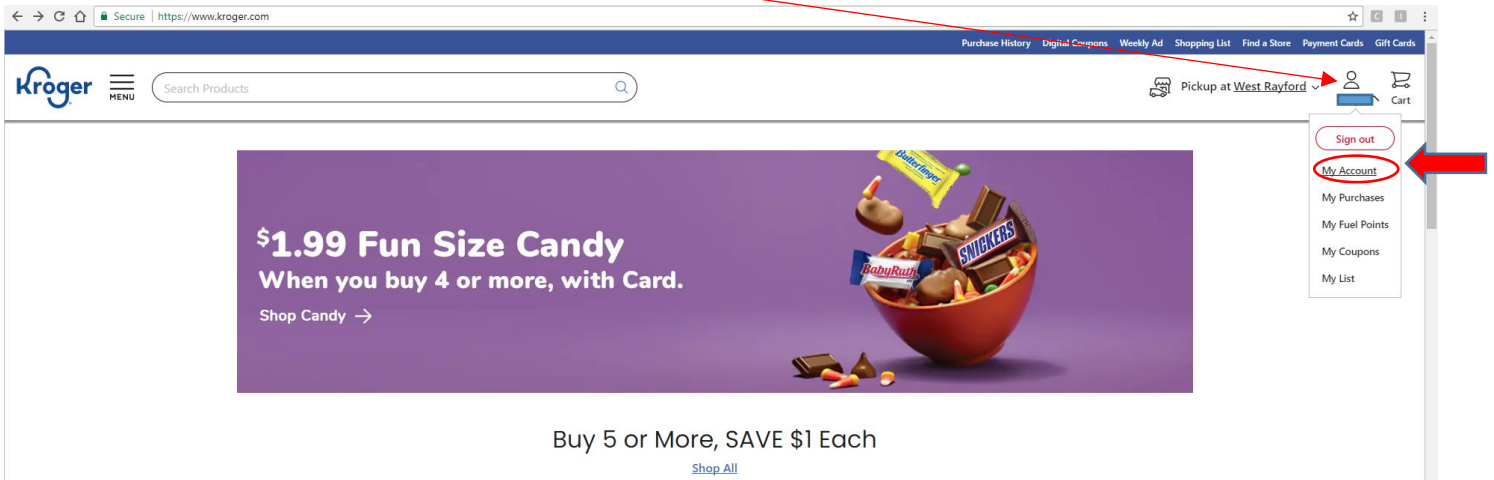 Secure | https://www.kroger.com
Purchase History Digital Coupons Weekly Ad Shopping List Find a Store Payment Cards Gift Cards
Kroger
MENU
Search Products
Pickup at West Rayford
Cart
Sign out
My Account
My Purchases
My Fuel Points
My Coupons
My List
$1.99 Fun Size Candy
When you buy 4 or more, with Card.
Shop Candy →
Butterfinger
SNICKERS
BabyRuth
Buy 5 or More, SAVE $1 Each
Shop All